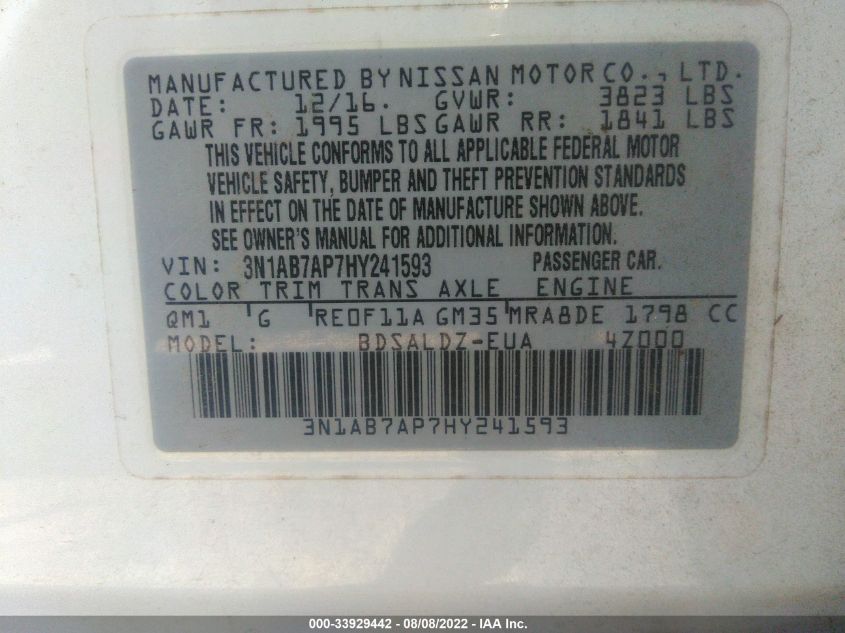 MANUFACTURED BY NISSAN MOTOR CO., LTD.
DATE: 12/16. GVWR: 3823 LBS
GAWR FR: 1995 LBS GAWR RR: 1841 LBS
THIS VEHICLE CONFORMS TO ALL APPLICABLE FEDERAL MOTOR
VEHICLE SAFETY, BUMPER AND THEFT PREVENTION STANDARDS
IN EFFECT ON THE DATE OF MANUFACTURE SHOWN ABOVE.
SEE OWNER'S MANUAL FOR ADDITIONAL INFORMATION.
VIN: 3N1AB7AP7HY241593 PASSENGER CAR.
COLOR TRIM TRANS AXLE ENGINE
QM1 G RE0F11A GM35 MRA8DE 1798 CC
MODEL: BDSALDZ-EUA 4Z000
3N1AB7AP7HY241593
000-33929442 - 08/08/2022 - IAA Inc.